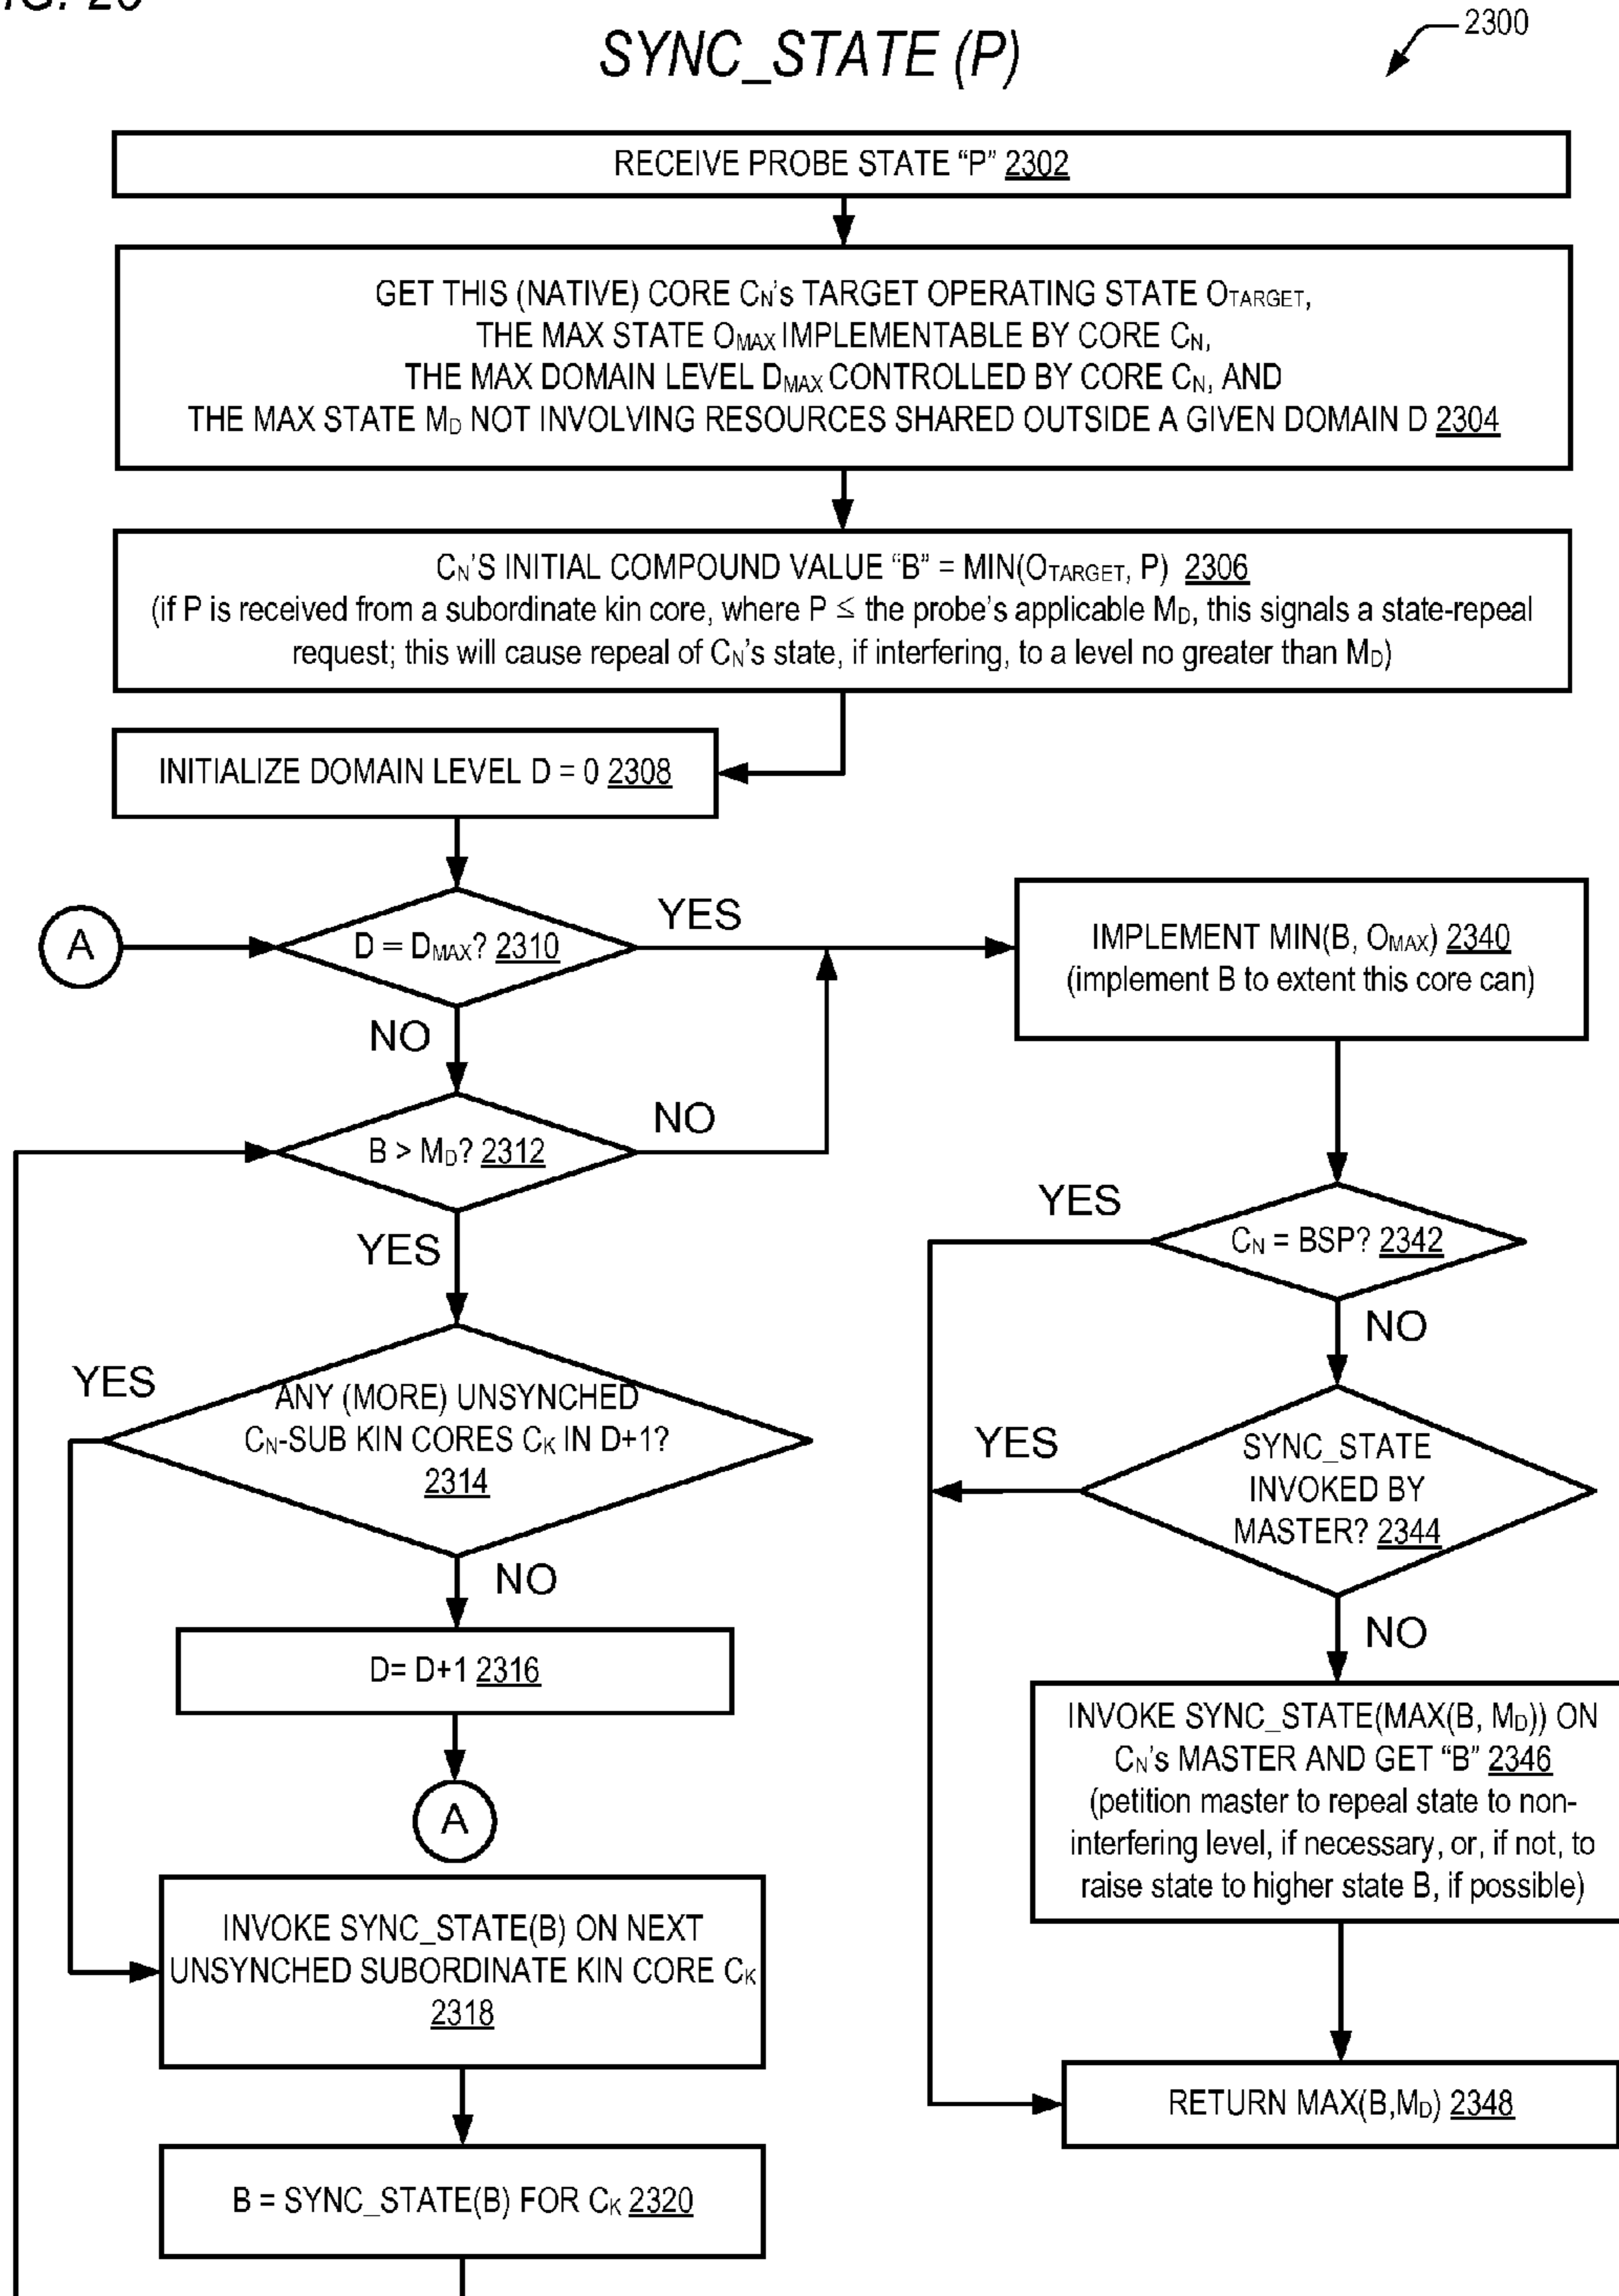 SYNC_STATE (P)
2300
RECEIVE PROBE STATE “P” 2302
GET THIS (NATIVE) CORE CN's TARGET OPERATING STATE OTARGET,
THE MAX STATE OMAX IMPLEMENTABLE BY CORE CN,
THE MAX DOMAIN LEVEL DMAX CONTROLLED BY CORE CN, AND
THE MAX STATE MD NOT INVOLVING RESOURCES SHARED OUTSIDE A GIVEN DOMAIN D 2304
CN'S INITIAL COMPOUND VALUE “B” = MIN(OTARGET, P) 2306
(if P is received from a subordinate kin core, where P ≤ the probe's applicable MD, this signals a state-repeal
request; this will cause repeal of CN's state, if interfering, to a level no greater than MD)
INITIALIZE DOMAIN LEVEL D = 0 2308
A
D = DMAX? 2310
YES
NO
IMPLEMENT MIN(B, OMAX) 2340
(implement B to extent this core can)
B > MD? 2312
NO
YES
CN = BSP? 2342
YES
NO
ANY (MORE) UNSYNCHED
CN-SUB KIN CORES CK IN D+1?
2314
YES
NO
SYNC_STATE
INVOKED BY
MASTER? 2344
YES
NO
D= D+1 2316
A
INVOKE SYNC_STATE(MAX(B, MD)) ON
CN's MASTER AND GET “B” 2346
(petition master to repeal state to non-
interfering level, if necessary, or, if not, to
raise state to higher state B, if possible)
INVOKE SYNC_STATE(B) ON NEXT
UNSYNCHED SUBORDINATE KIN CORE CK
2318
RETURN MAX(B,MD) 2348
B = SYNC_STATE(B) FOR CK 2320